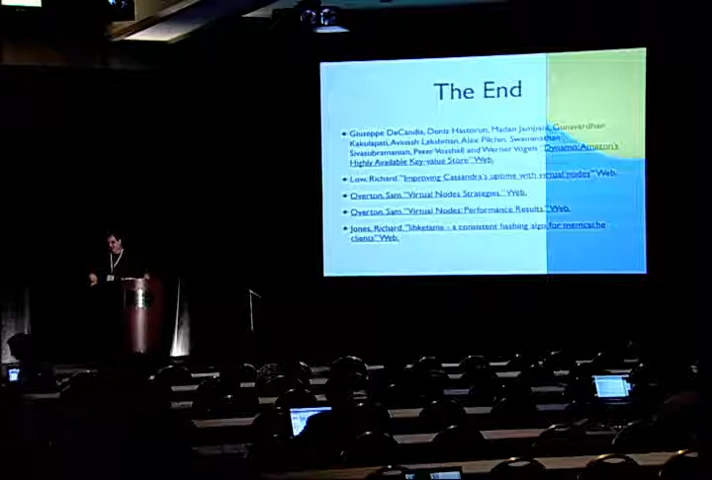 The End
Giuseppe DeCandia, Deniz Hastorun, Madan Jampani, Gunavardhan
Kakulapati, Avinash Lakshman, Alex Pilchin, Swaminathan
Sivasubramanian, Peter Vosshall and Werner Vogels "Dynamo: Amazon's
Highly Available Key-value Store" Web.
Low, Richard. "Improving Cassandra's uptime with virtual nodes" Web.
Overton, Sam. "Virtual Nodes Strategies." Web.
Overton, Sam. "Virtual Nodes: Performance Results." Web.
Jones, Richard. "libketama - a consistent hashing algo for memcache
clients" Web.